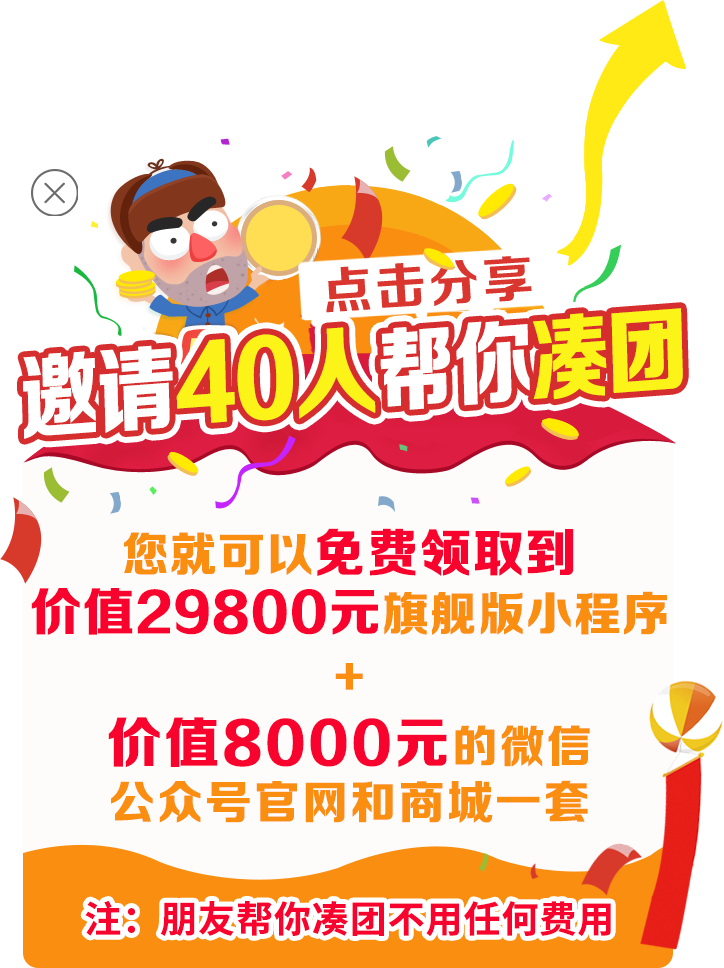 点击分享
邀请40人帮你凑团
您就可以免费领取到
价值29800元旗舰版小程序
+
价值8000元的微信
公众号官网和商城一套
注：朋友帮你凑团不用任何费用